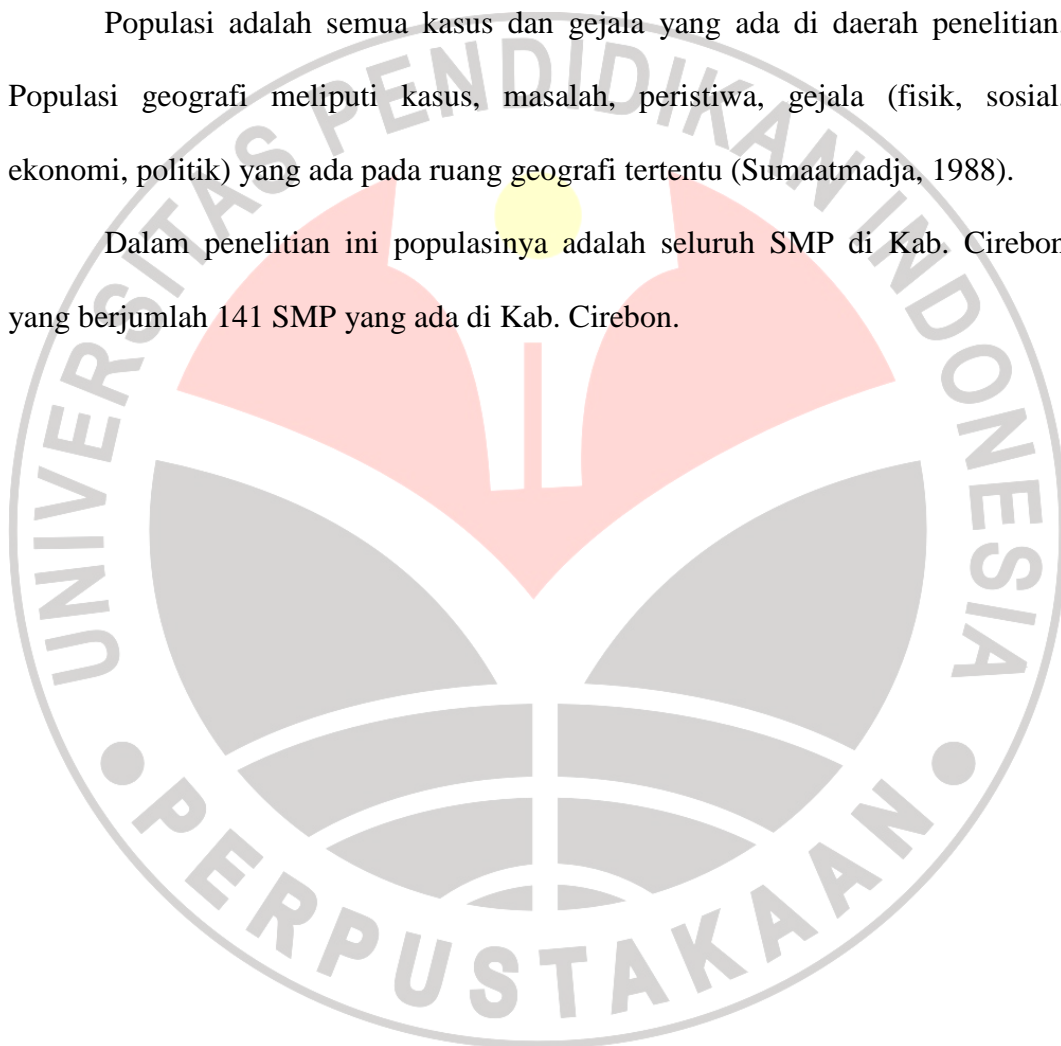 Populasi adalah semua kasus dan gejala yang ada di daerah penelitian.
Populasi geografi meliputi kasus, masalah, peristiwa, gejala (fisik, sosial,
ekonomi, politik) yang ada pada ruang geografi tertentu (Sumaatmadja, 1988).
Dalam penelitian ini populasinya adalah seluruh SMP di Kab. Cirebon
yang berjumlah 141 SMP yang ada di Kab. Cirebon.
UNIVERSITAS PENDIDIKAN INDONESIA
PERPUSTAKAAN